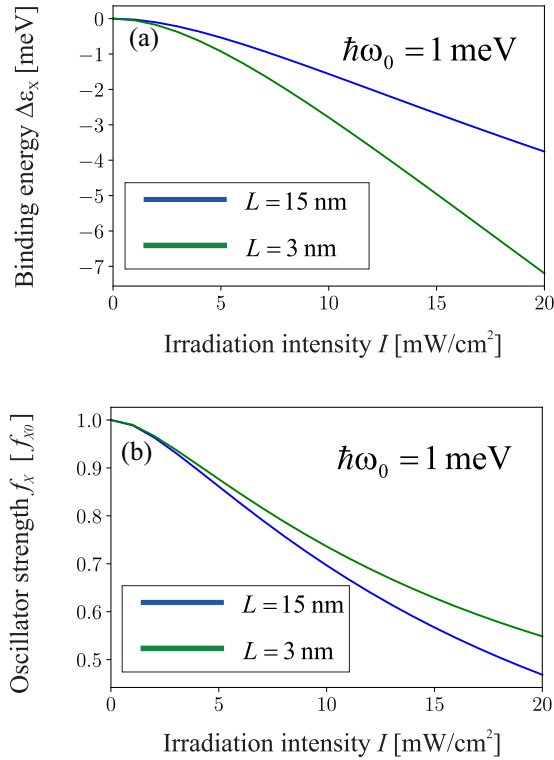 (a)
ℏω₀ = 1 meV
Binding energy Δε_X [meV]
0
−1
−2
−3
−4
−5
−6
−7
L = 15 nm
L = 3 nm
0 5 10 15 20
Irradiation intensity I [mW/cm²]
(b)
ℏω₀ = 1 meV
Oscillator strength f_X [f_X0]
1.0
0.9
0.8
0.7
0.6
0.5
L = 15 nm
L = 3 nm
0 5 10 15 20
Irradiation intensity I [mW/cm²]